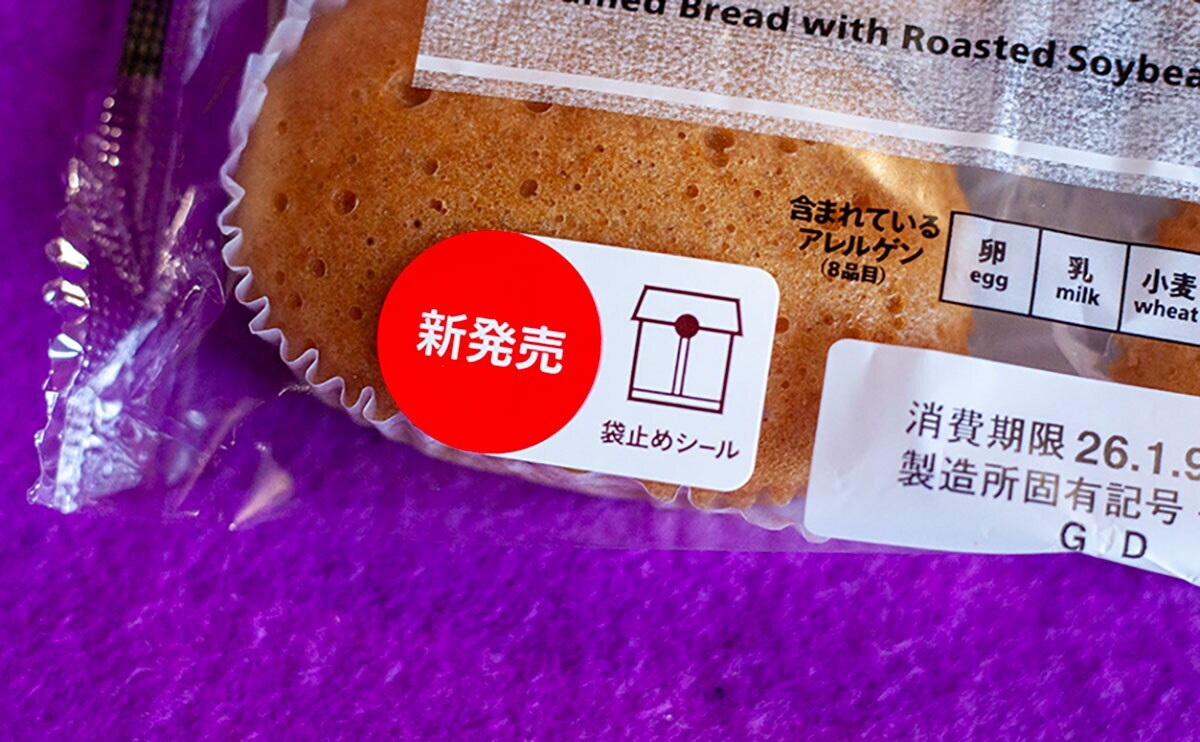 Bread with Roasted
含まれている
アレルゲン
(8品目)
卵
egg
乳
milk
小麦
wheat
新発売
袋止めシール
消費期限 26.1.9
製造所固有記号
G D